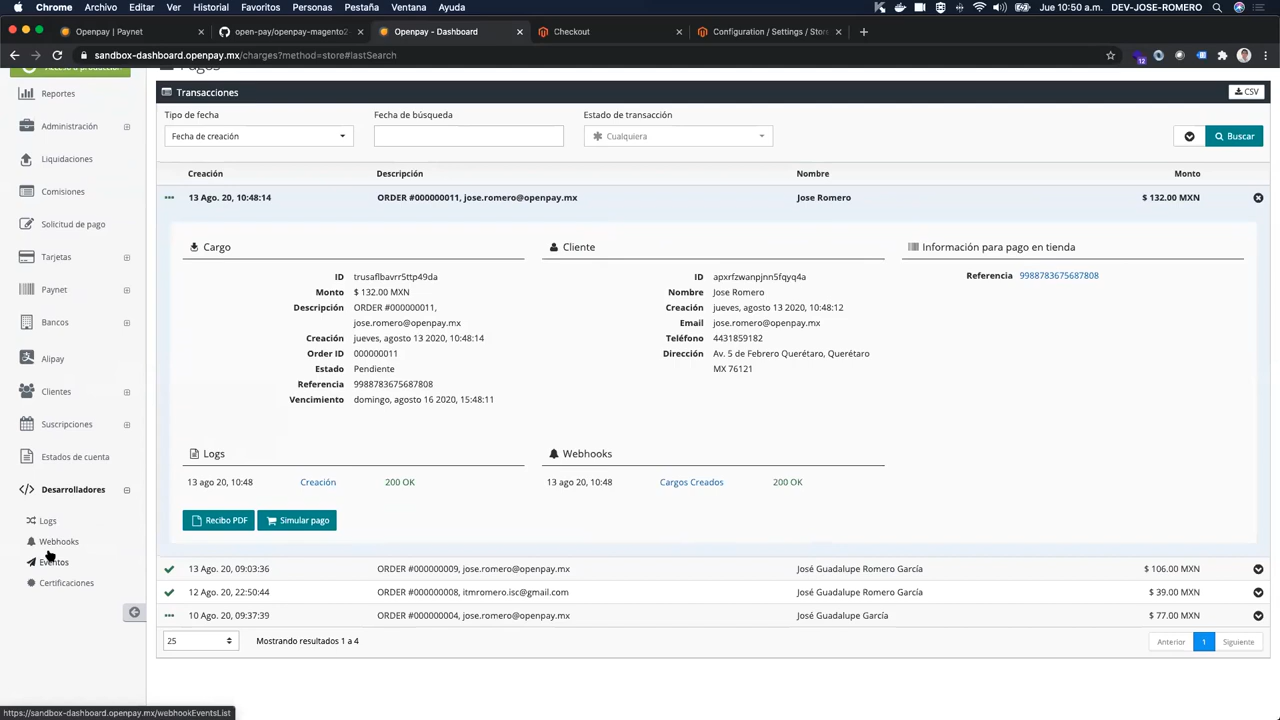 Chrome Archivo Editar Ver Historial Favoritos Personas Pestaña Ventana Ayuda
Jue 10:50 a.m. DEV-JOSE-ROMERO
Openpay | Paynet
open-pay/openpay-magento2
Openpay - Dashboard
Checkout
Configuration / Settings / Stor
sandbox-dashboard.openpay.mx/charges?method=store#lastSearch
12
Reportes
Administración
Liquidaciones
Comisiones
Solicitud de pago
Tarjetas
Paynet
Bancos
Alipay
Clientes
Suscripciones
Estados de cuenta
Desarrolladores
Logs
Webhooks
Eventos
Certificaciones
Pagos
Transacciones
CSV
Tipo de fecha Fecha de búsqueda Estado de transacción
Fecha de creación Cualquiera Buscar
Creación Descripción Nombre Monto
13 Ago. 20, 10:48:14 ORDER #000000011, jose.romero@openpay.mx Jose Romero $ 132.00 MXN
Cargo
ID trusaflbavrr5ttp49da
Monto $ 132.00 MXN
Descripción ORDER #000000011,
jose.romero@openpay.mx
Creación jueves, agosto 13 2020, 10:48:14
Order ID 000000011
Estado Pendiente
Referencia 9988783675687808
Vencimiento domingo, agosto 16 2020, 15:48:11
Cliente
ID apxrfzwanpjnn5fqyq4a
Nombre Jose Romero
Creación jueves, agosto 13 2020, 10:48:12
Email jose.romero@openpay.mx
Teléfono 4431859182
Dirección Av. 5 de Febrero Querétaro, Querétaro
MX 76121
Información para pago en tienda
Referencia 9988783675687808
Logs
13 ago 20, 10:48 Creación 200 OK
Webhooks
13 ago 20, 10:48 Cargos Creados 200 OK
Recibo PDF Simular pago
13 Ago. 20, 09:03:36 ORDER #000000009, jose.romero@openpay.mx José Guadalupe Romero García $ 106.00 MXN
12 Ago. 20, 22:50:44 ORDER #000000008, itmromero.isc@gmail.com José Guadalupe Romero García $ 39.00 MXN
10 Ago. 20, 09:37:39 ORDER #000000004, jose.romero@openpay.mx José Guadalupe García $ 77.00 MXN
25 Mostrando resultados 1 a 4 Anterior 1 Siguiente
https://sandbox-dashboard.openpay.mx/webhookEventsList